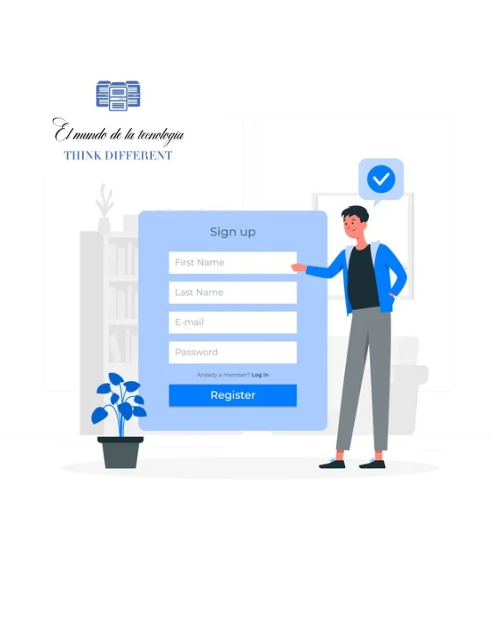 El mundo de la tecnologia
THINK DIFFERENT
Sign up
First Name
Last Name
E-mail
Password
Already a member? Log in
Register